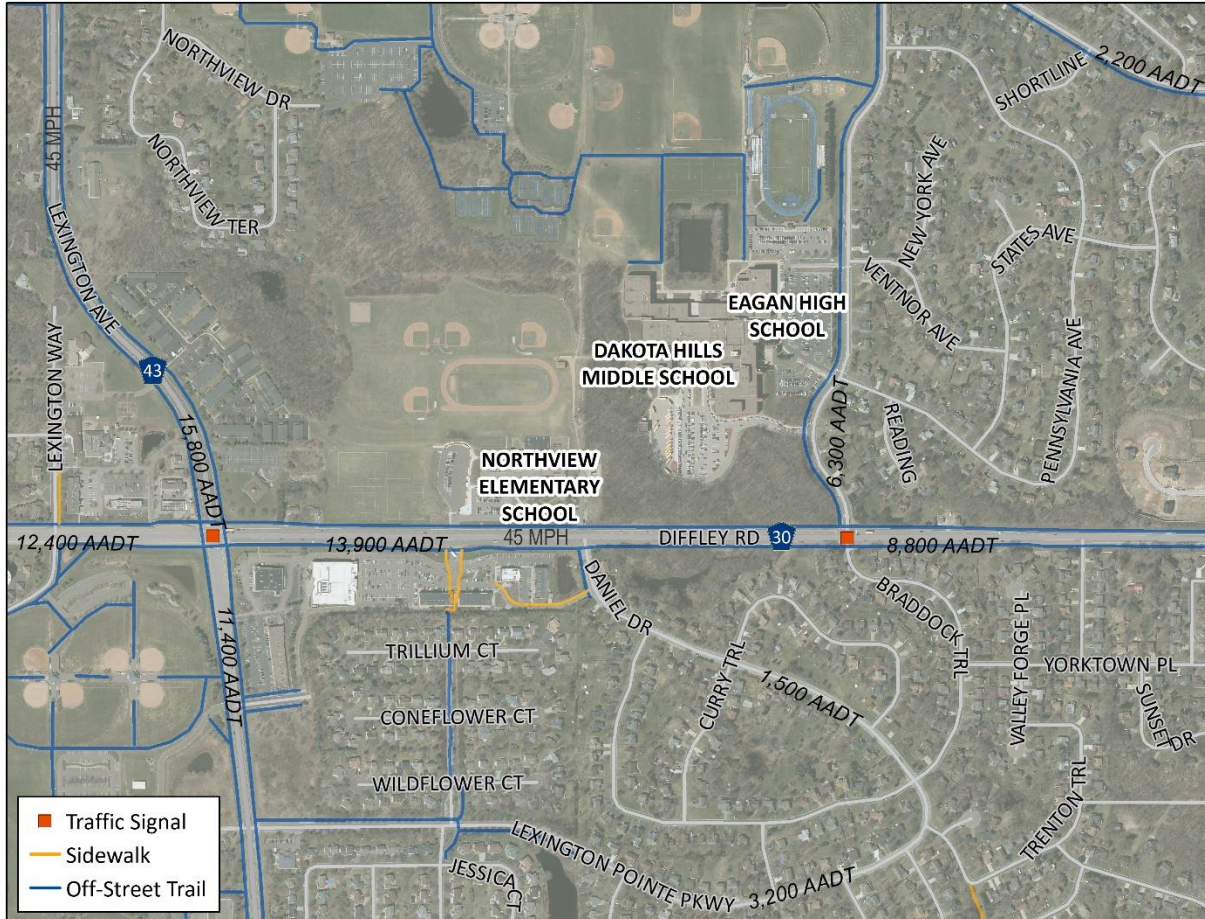 NORTHVIEW DR
NORTHVIEW TER
45 MPH
LEXINGTON AVE
LEXINGTON WAY
43
15,800 AADT
12,400 AADT
11,400 AADT
2,200 AADT
SHORTLINE
NEW YORK AVE
STATES AVE
VENTNOR AVE
PENNSYLVANIA AVE
READING
6,300 AADT
EAGAN HIGH
SCHOOL
DAKOTA HILLS
MIDDLE SCHOOL
NORTHVIEW
ELEMENTARY
SCHOOL
13,900 AADT
45 MPH
DIFFLEY RD
30
8,800 AADT
DANIEL DR
BRADDOCK TRL
VALLEY FORGE PL
YORKTOWN PL
SUNSET DR
CURRY TRL
1,500 AADT
TRENTON TRL
TRILLIUM CT
CONEFLOWER CT
WILDFLOWER CT
LEXINGTON POINTE PKWY
3,200 AADT
JESSICA CT
Traffic Signal
Sidewalk
Off-Street Trail